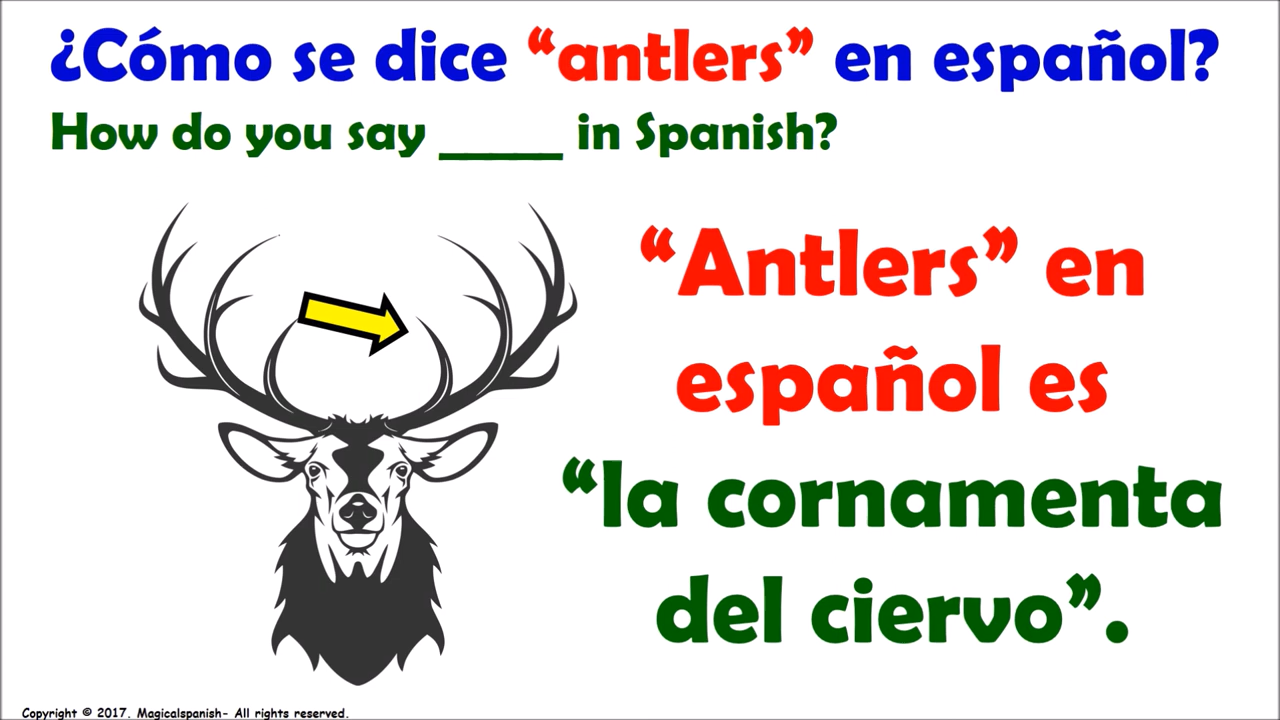 ¿Cómo se dice “antlers” en español?
How do you say _____ in Spanish?
“Antlers” en
español es
“la cornamenta
del ciervo”.
Copyright © 2017. Magicalspanish- All rights reserved.